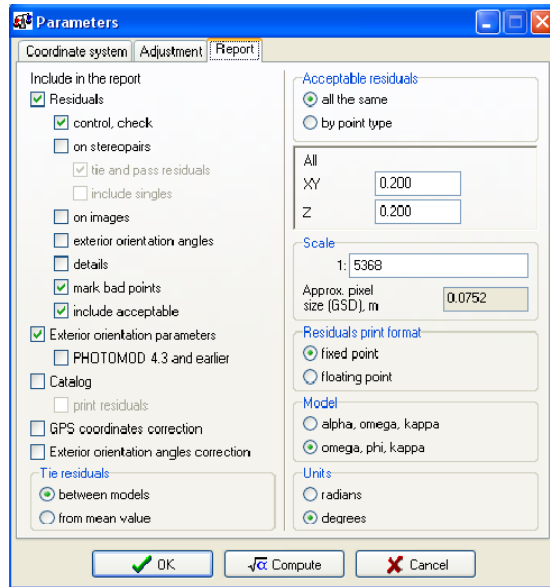 Parameters
Coordinate system Adjustment Report
Include in the report
Residuals
control, check
on stereopairs
tie and pass residuals
include singles
on images
exterior orientation angles
details
mark bad points
include acceptable
Exterior orientation parameters
PHOTOMOD 4.3 and earlier
Catalog
print residuals
GPS coordinates correction
Exterior orientation angles correction
Tie residuals
between models
from mean value
Acceptable residuals
all the same
by point type
All
XY 0.200
Z 0.200
Scale
1: 5368
Approx. pixel
size (GSD), m 0.0752
Residuals print format
fixed point
floating point
Model
alpha, omega, kappa
omega, phi, kappa
Units
radians
degrees
OK √α Compute Cancel